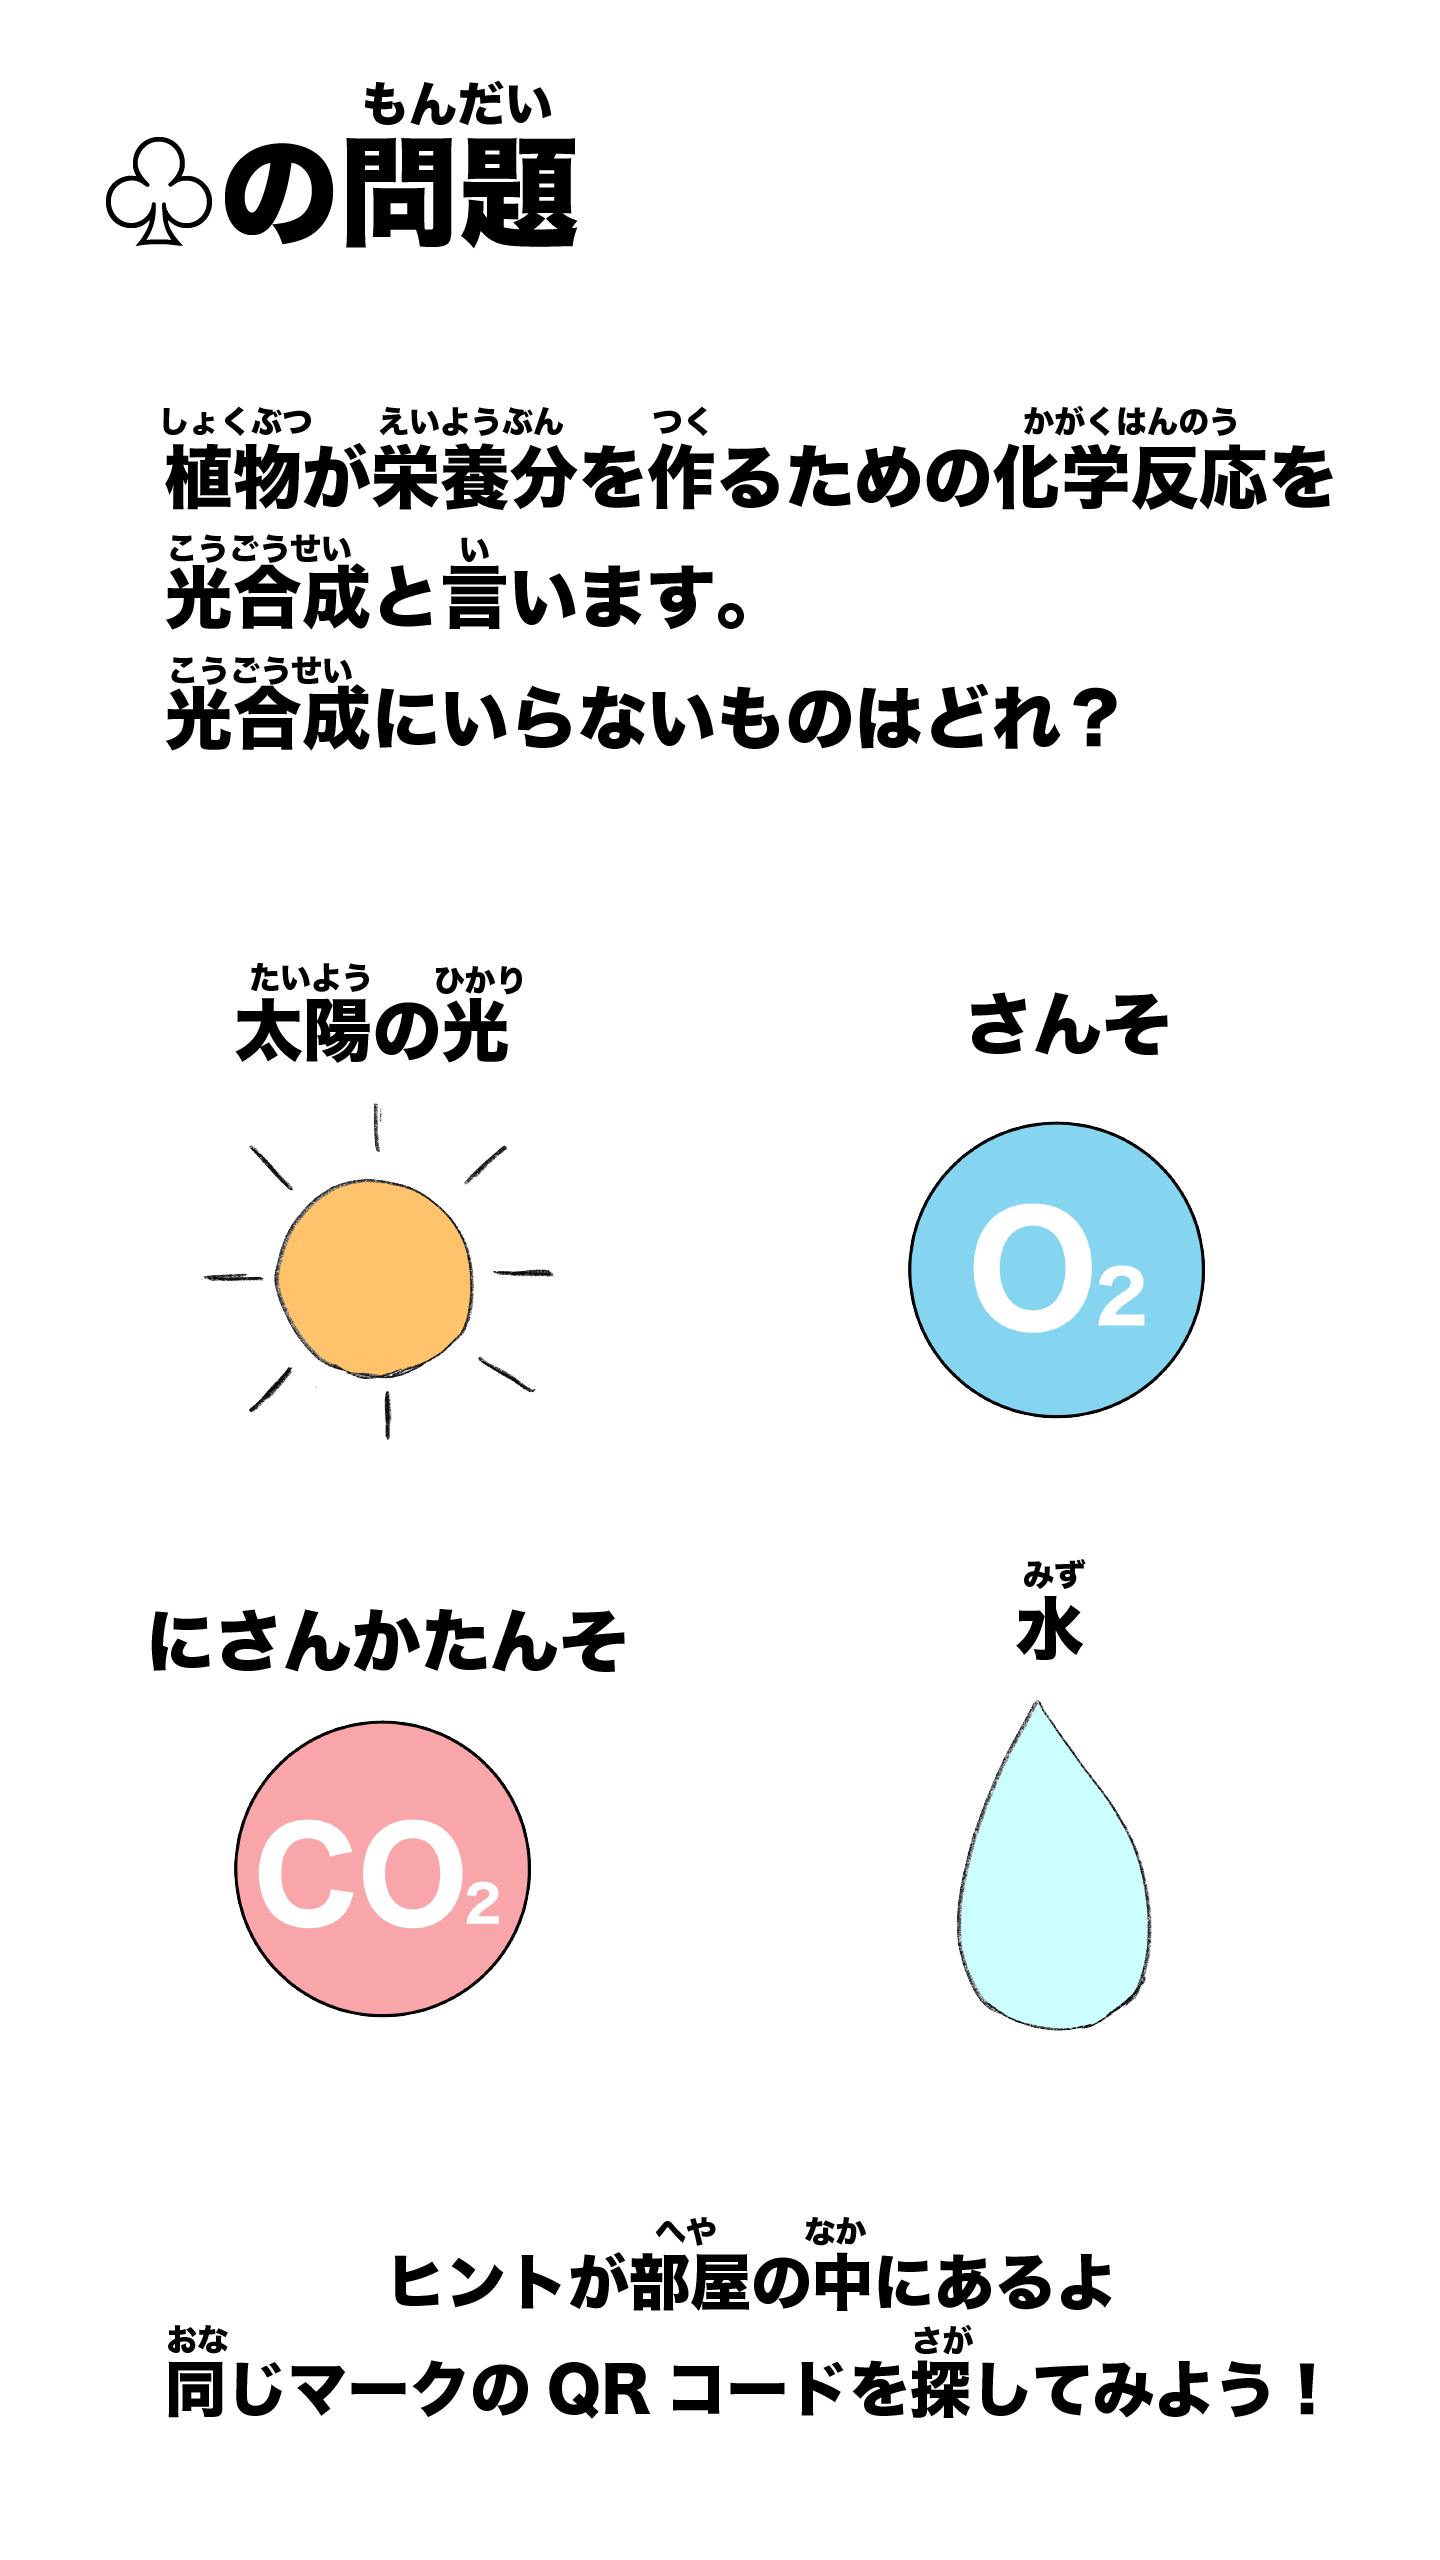 もんだい
♧の問題
しょくぶつ えいようぶん つく かがくはんのう
植物が栄養分を作るための化学反応を
こうごうせい い
光合成と言います。
こうごうせい
光合成にいらないものはどれ？
たいよう ひかり
太陽の光
さんそ
O₂
にさんかたんそ
CO₂
みず
水
へや なか
ヒントが部屋の中にあるよ
おな さが
同じマークの QR コードを探してみよう！